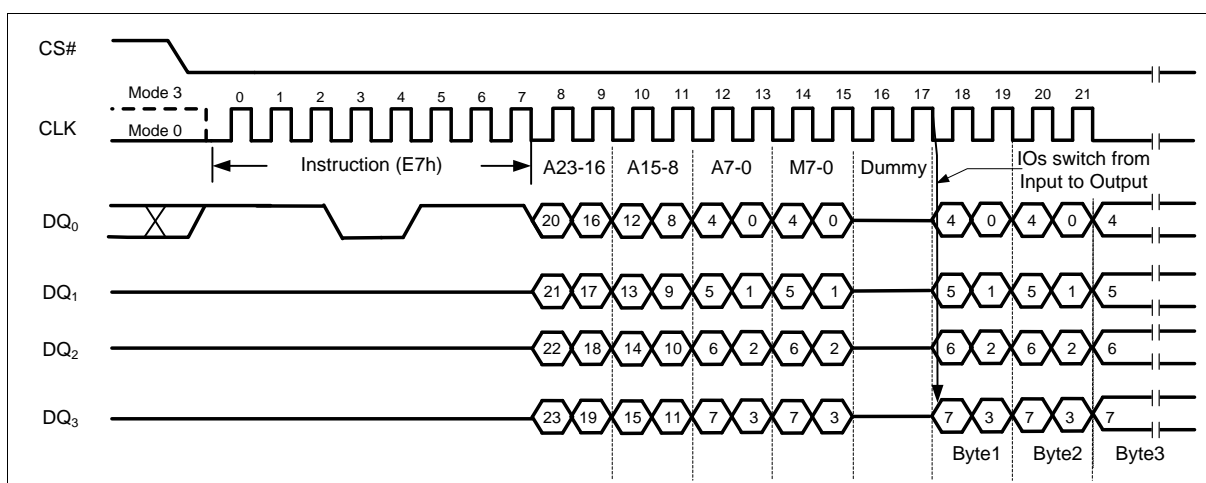 CS#
Mode 3
0 1 2 3 4 5 6 7 8 9 10 11 12 13 14 15 16 17 18 19 20 21
CLK
Mode 0
Instruction (E7h)
A23-16 A15-8 A7-0 M7-0 Dummy
IOs switch from
Input to Output
DQ0 20 16 12 8 4 0 4 0 4 0 4 0 4
DQ1 21 17 13 9 5 1 5 1 5 1 5 1 5
DQ2 22 18 14 10 6 2 6 2 6 2 6 2 6
DQ3 23 19 15 11 7 3 7 3 7 3 7 3 7
Byte1 Byte2 Byte3